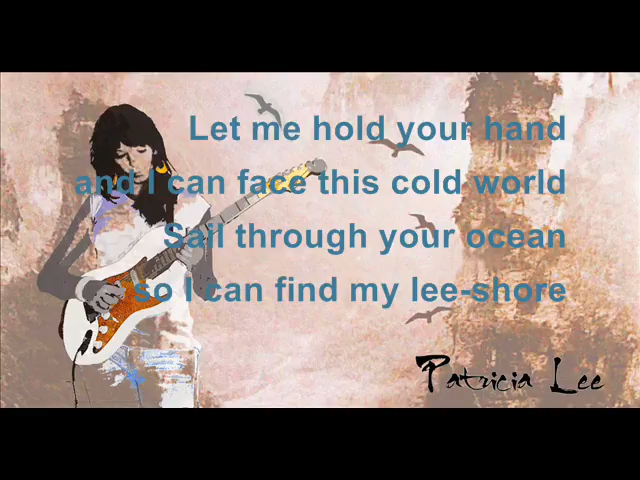 Let me hold your hand
and I can face this cold world
Sail through your ocean
so I can find my lee-shore
Patricia Lee